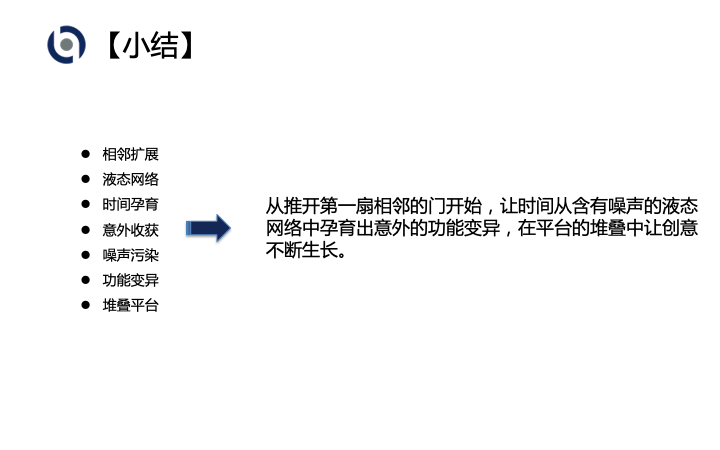 【小结】
相邻扩展
液态网络
时间孕育
意外收获
噪声污染
功能变异
堆叠平台
从推开第一扇相邻的门开始，让时间从含有噪声的液态
网络中孕育出意外的功能变异，在平台的堆叠中让创意
不断生长。